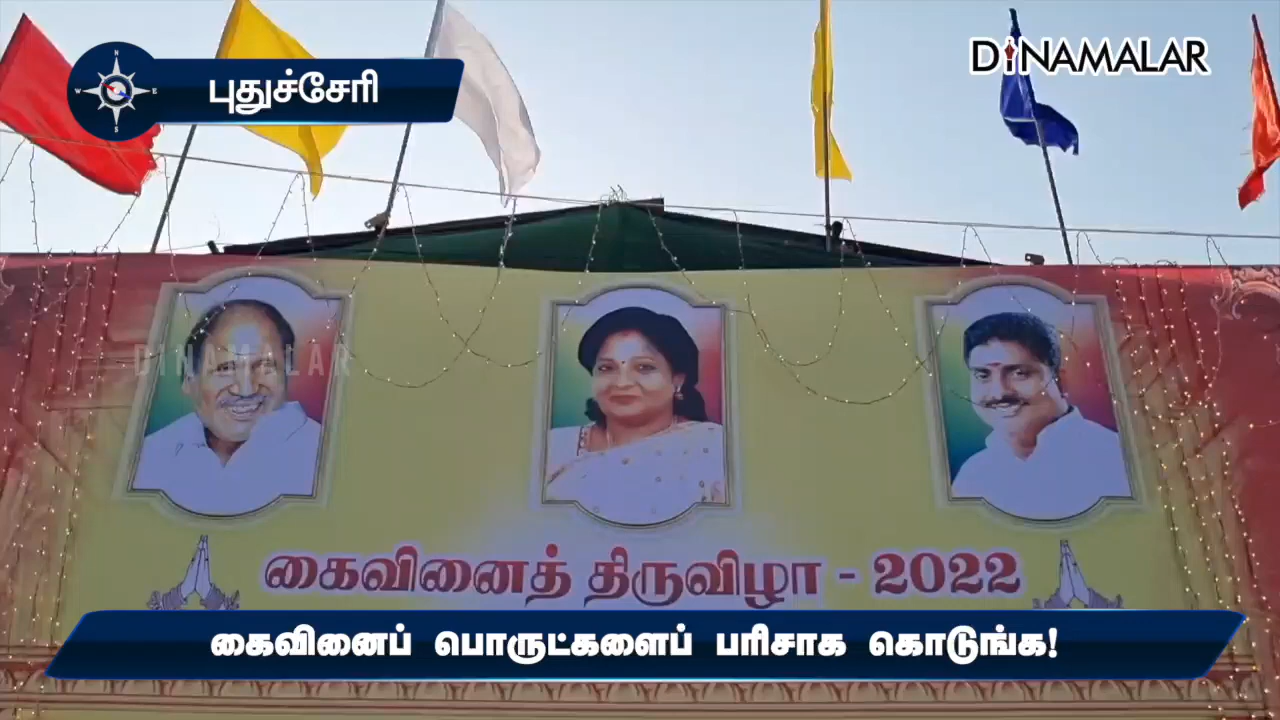 புதுச்சேரி
DINAMALAR
N
W
E
S
DINAMALAR
கைவினைத் திருவிழா - 2022
கைவினைப் பொருட்களைப் பரிசாக கொடுங்க!